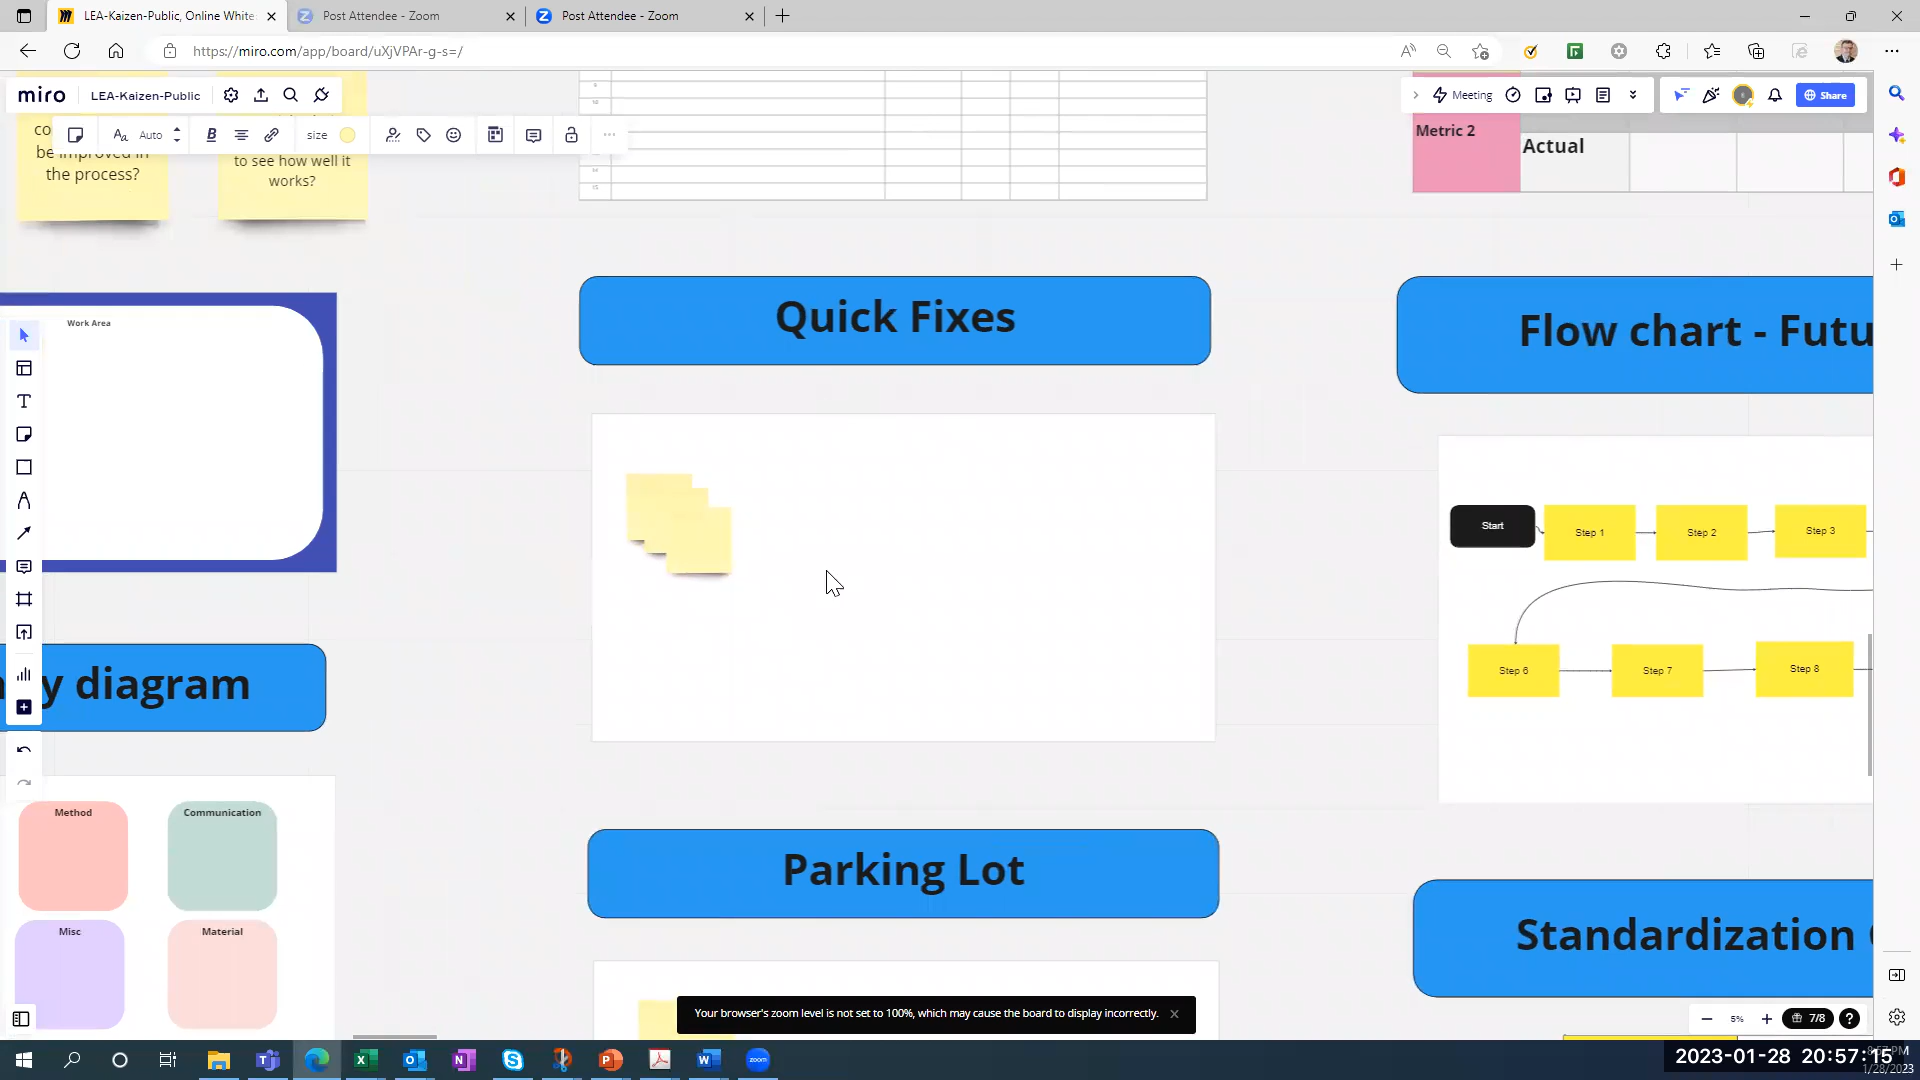 LEA-Kaizen-Public, Online White
Post Attendee - Zoom
Post Attendee - Zoom
https://miro.com/app/board/uXjVPAr-g-s=/
miro
LEA-Kaizen-Public
Meeting
Share
Auto
B
size
be improved in
the process?
to see how well it
works?
Metric 2
Actual
Quick Fixes
Flow chart - Futu
Work Area
Start
Step 1
Step 2
Step 3
Step 6
Step 7
Step 8
y diagram
Method
Communication
Misc
Material
Parking Lot
Standardization
Your browser's zoom level is not set to 100%, which may cause the board to display incorrectly.
5%
7/8
2023-01-28 20:57:15
1/28/2023